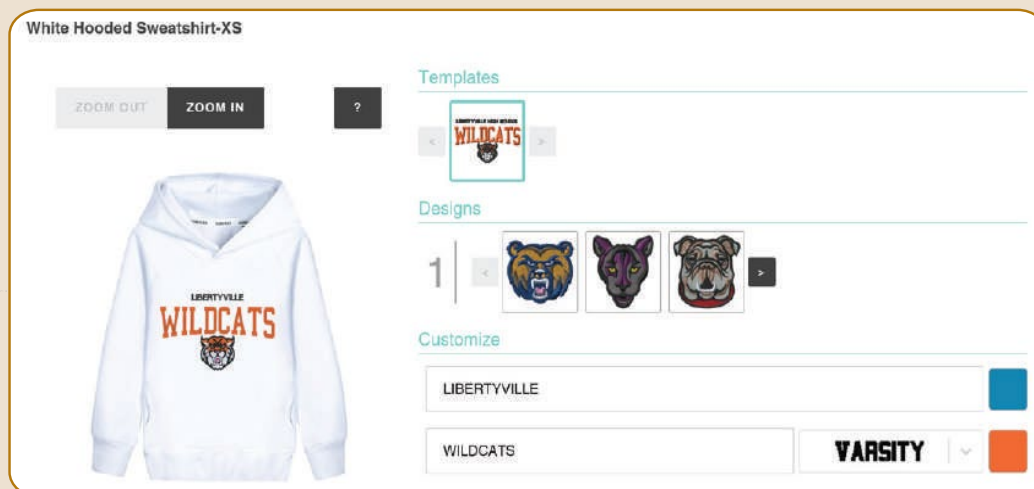 White Hooded Sweatshirt-XS
ZOOM OUT
ZOOM IN
?
Templates
<
LIBERTYVILLE HIGH SCHOOL
WILDCATS
>
Designs
1
<
>
LIBERTYVILLE
WILDCATS
Customize
LIBERTYVILLE
WILDCATS
VARSITY